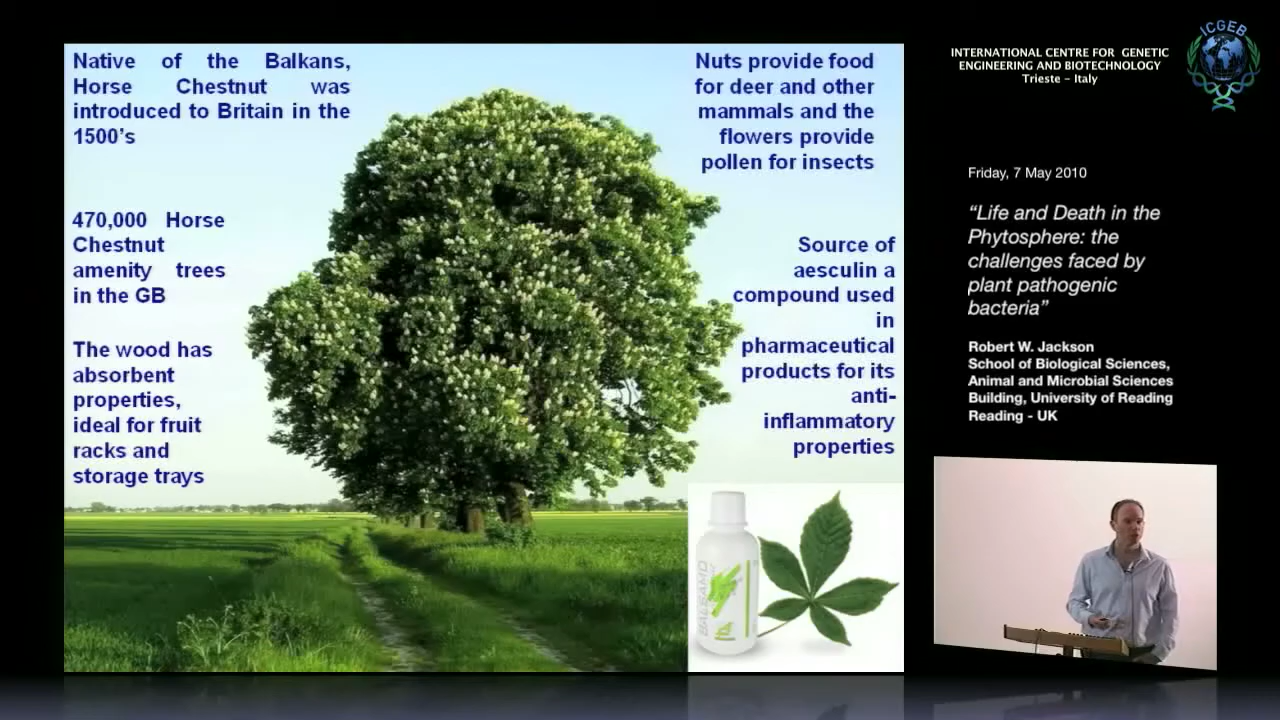 Native of the Balkans,
Horse Chestnut was
introduced to Britain in the
1500's
470,000 Horse
Chestnut
amenity trees
in the GB
The wood has
absorbent
properties,
ideal for fruit
racks and
storage trays
Nuts provide food
for deer and other
mammals and the
flowers provide
pollen for insects
Source of
aesculin a
compound used
in
pharmaceutical
products for its
anti-
inflammatory
properties
INTERNATIONAL CENTRE FOR GENETIC
ENGINEERING AND BIOTECHNOLOGY
Trieste – Italy
ICGEB
Friday, 7 May 2010
“Life and Death in the
Phytosphere: the
challenges faced by
plant pathogenic
bacteria”
Robert W. Jackson
School of Biological Sciences,
Animal and Microbial Sciences
Building, University of Reading
Reading - UK